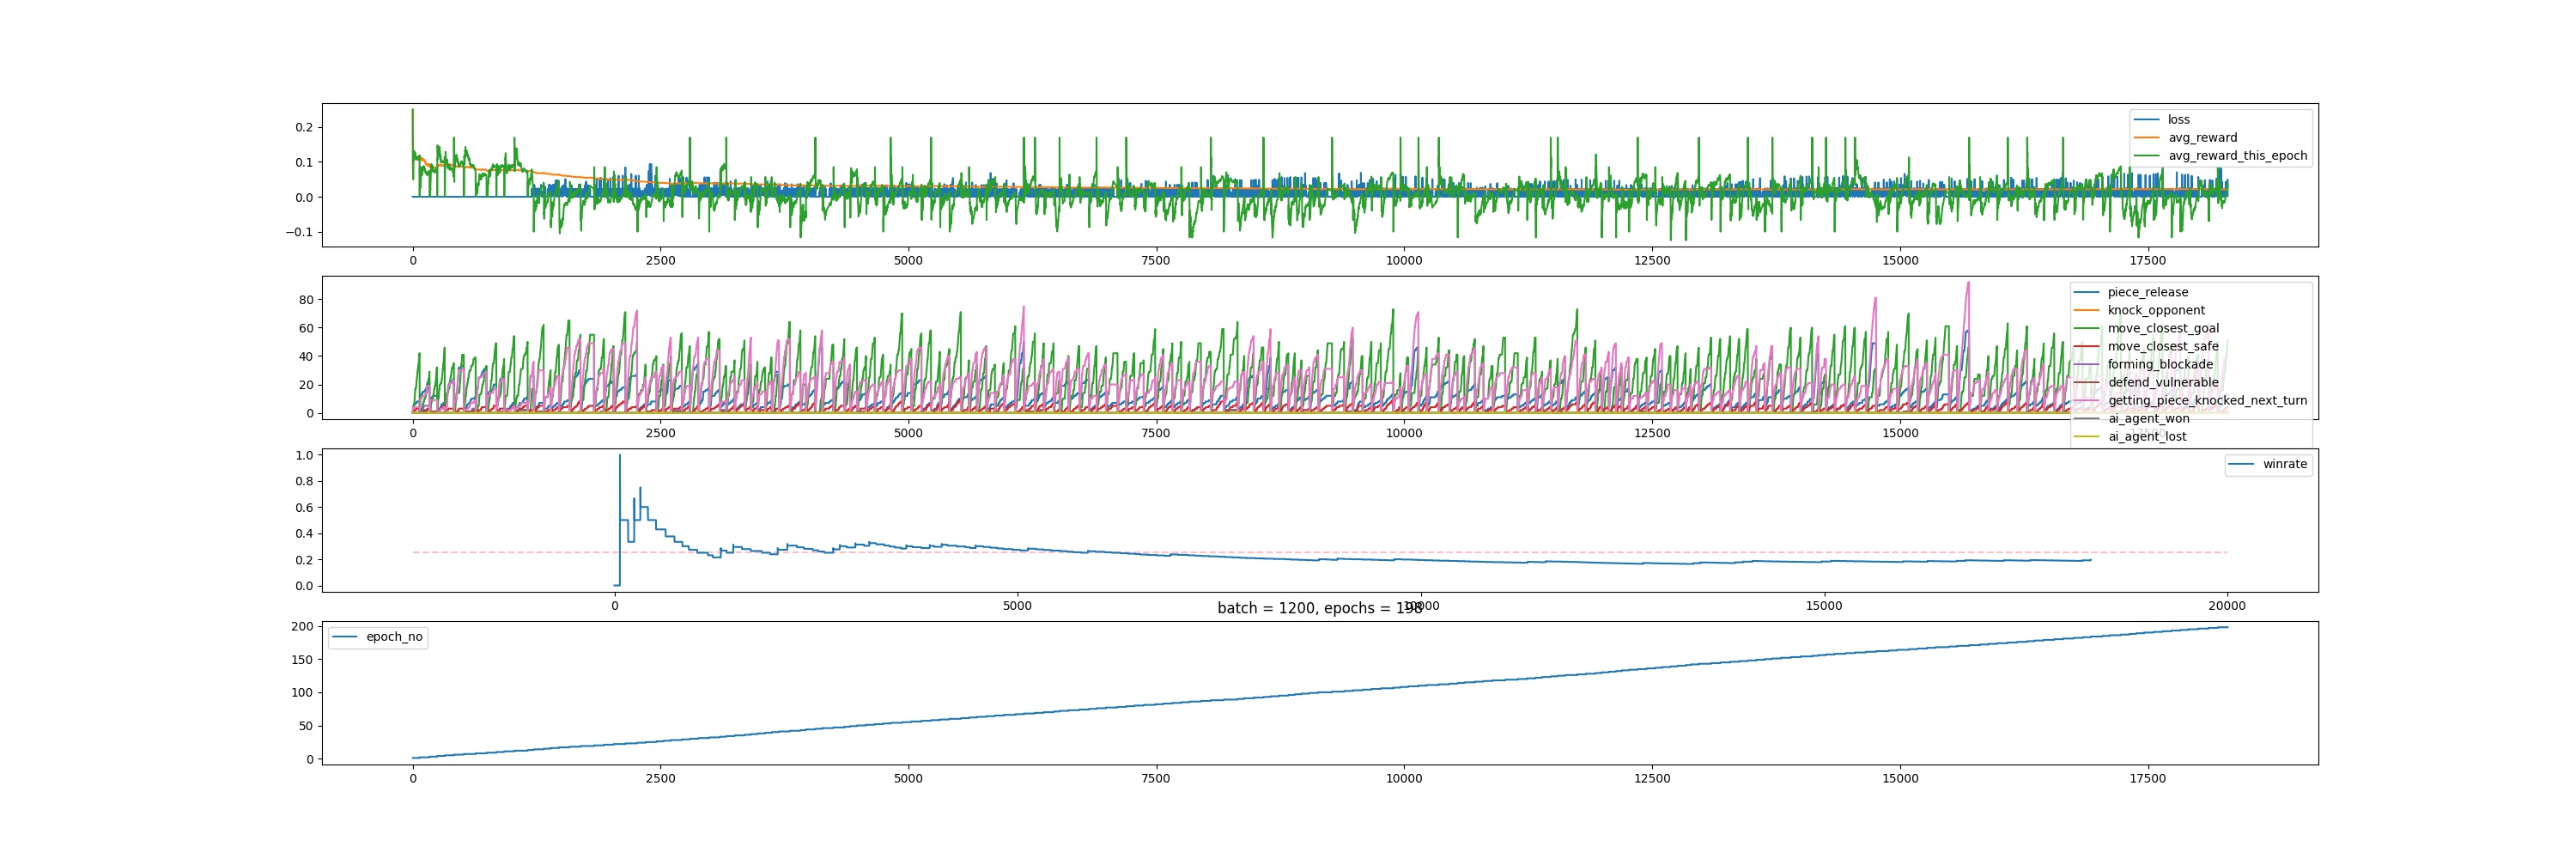 0.2
0.1
0.0
−0.1
loss
avg_reward
avg_reward_this_epoch
0 2500 5000 7500 10000 12500 15000 17500
80
60
40
20
0
piece_release
knock_opponent
move_closest_goal
move_closest_safe
forming_blockade
defend_vulnerable
getting_piece_knocked_next_turn
ai_agent_won
ai_agent_lost
0 2500 5000 7500 10000 12500 15000 17500
1.0
0.8
0.6
0.4
0.2
0.0
winrate
0 5000 10000 15000 20000
batch = 1200, epochs = 198
200
150
100
50
0
epoch_no
0 2500 5000 7500 10000 12500 15000 17500